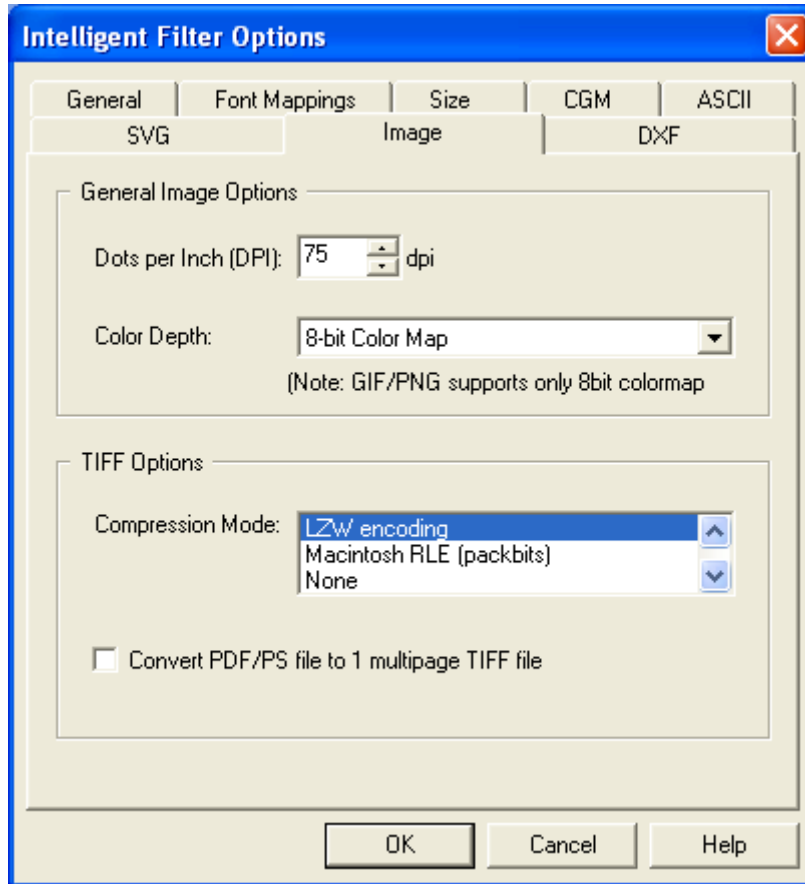 Intelligent Filter Options
General Font Mappings Size CGM ASCII
SVG Image DXF
General Image Options
Dots per Inch (DPI): 75 dpi
Color Depth: 8-bit Color Map
(Note: GIF/PNG supports only 8bit colormap
TIFF Options
Compression Mode: LZW encoding
Macintosh RLE (packbits)
None
Convert PDF/PS file to 1 multipage TIFF file
OK Cancel Help